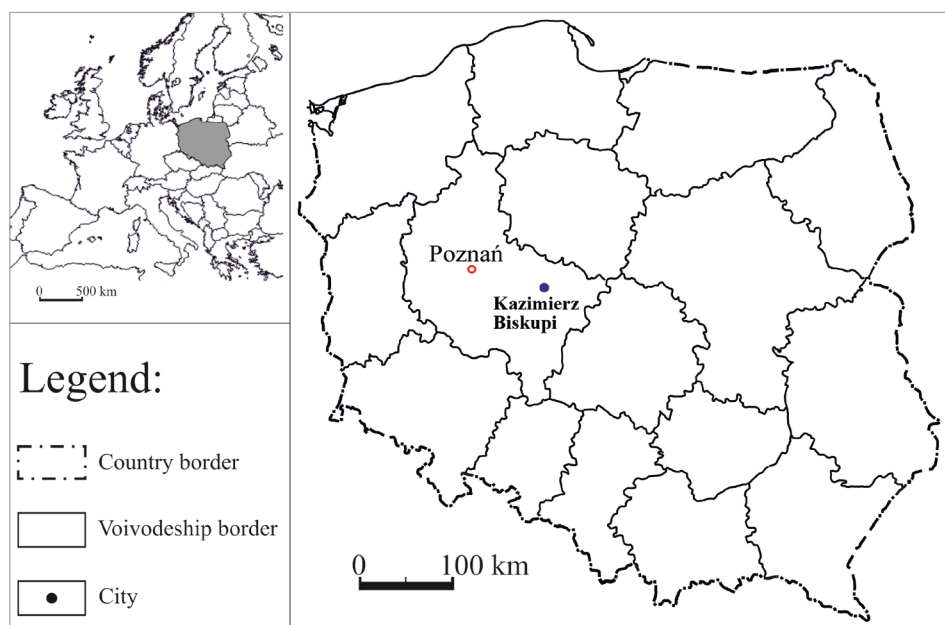 0 500 km
Legend:
Country border
Voivodeship border
City
Poznań
Kazimierz
Biskupi
0 100 km